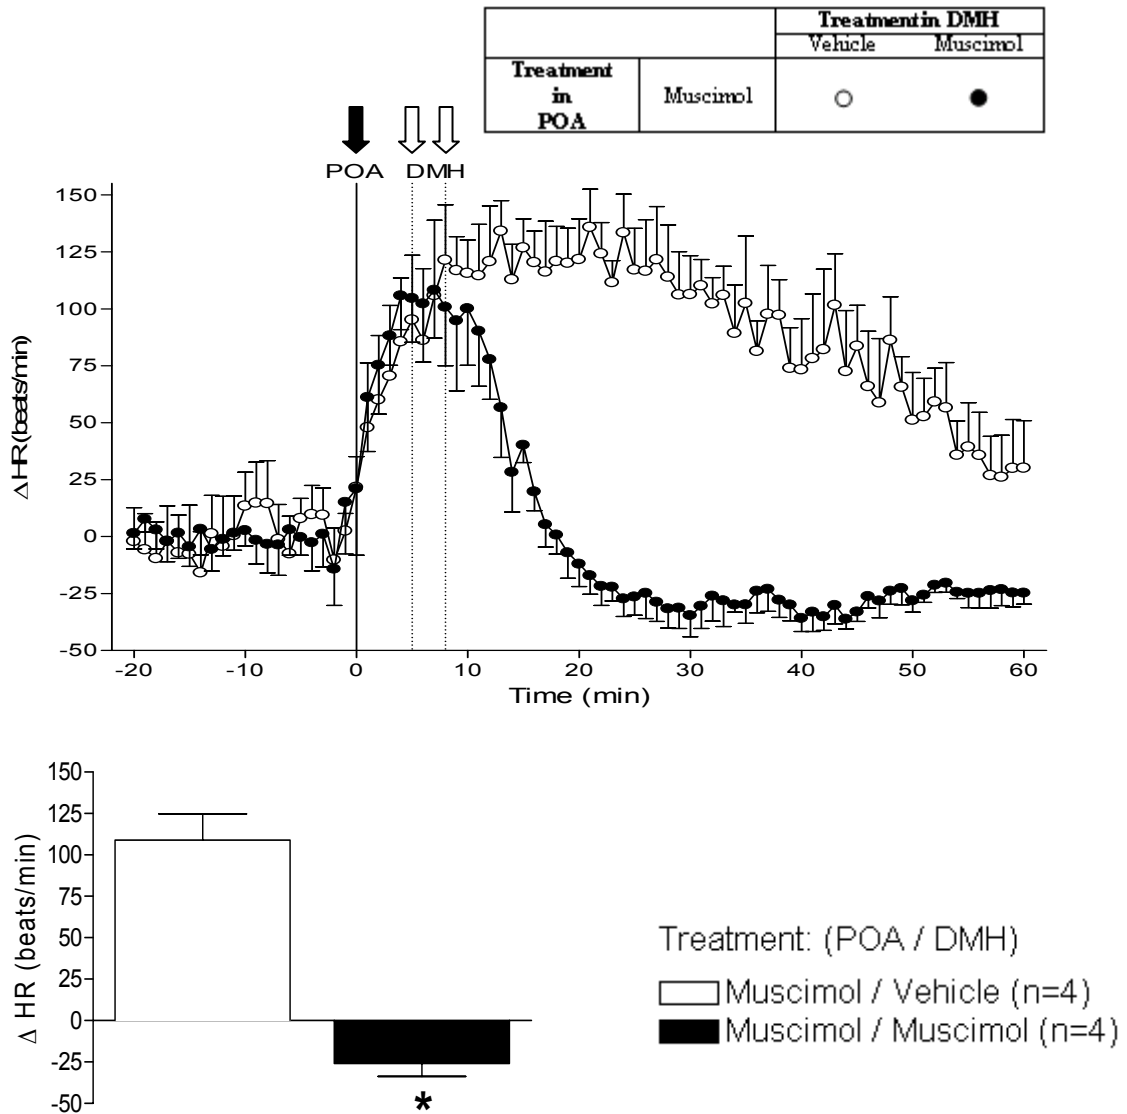 Treatment in DMH
Vehicle Muscimol
Treatment
in
POA
Muscimol
POA DMH
150
125
100
75
50
25
0
-25
-50
ΔHR(beats/min)
-20 -10 0 10 20 30 40 50 60
Time (min)
150
125
100
75
50
25
0
-25
-50
Δ HR (beats/min)
*
Treatment: (POA / DMH)
Muscimol / Vehicle (n=4)
Muscimol / Muscimol (n=4)